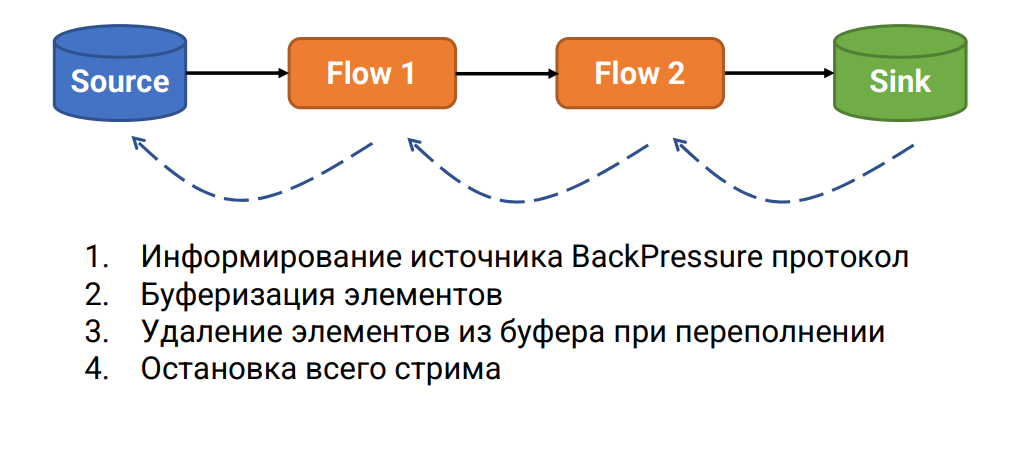 Source
Flow 1
Flow 2
Sink
1. Информирование источника BackPressure протокол
2. Буферизация элементов
3. Удаление элементов из буфера при переполнении
4. Остановка всего стрима